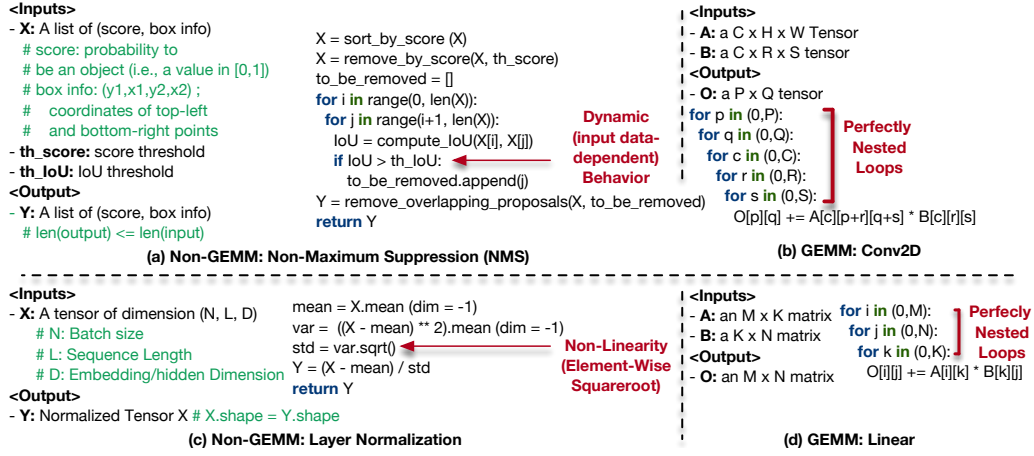 <Inputs>
- X: A list of (score, box info)
# score: probability to
# be an object (i.e., a value in [0,1])
# box info: (y1,x1,y2,x2) ;
# coordinates of top-left
# and bottom-right points
- th_score: score threshold
- th_IoU: IoU threshold
<Output>
- Y: A list of (score, box info)
# len(output) <= len(input)
X = sort_by_score (X)
X = remove_by_score(X, th_score)
to_be_removed = []
for i in range(0, len(X)):
for j in range(i+1, len(X)):
IoU = compute_IoU(X[i], X[j])
if IoU > th_IoU:
to_be_removed.append(j)
Y = remove_overlapping_proposals(X, to_be_removed)
return Y
Dynamic
(input data-
dependent)
Behavior
(a) Non-GEMM: Non-Maximum Suppression (NMS)
<Inputs>
- A: a C x H x W Tensor
- B: a C x R x S tensor
<Output>
- O: a P x Q tensor
for p in (0,P):
for q in (0,Q):
for c in (0,C):
for r in (0,R):
for s in (0,S):
O[p][q] += A[c][p+r][q+s] * B[c][r][s]
Perfectly
Nested
Loops
(b) GEMM: Conv2D
<Inputs>
- X: A tensor of dimension (N, L, D)
# N: Batch size
# L: Sequence Length
# D: Embedding/hidden Dimension
<Output>
- Y: Normalized Tensor X # X.shape = Y.shape
mean = X.mean (dim = -1)
var = ((X - mean) ** 2).mean (dim = -1)
std = var.sqrt()
Y = (X - mean) / std
return Y
Non-Linearity
(Element-Wise
Squareroot)
(c) Non-GEMM: Layer Normalization
<Inputs>
- A: an M x K matrix
- B: a K x N matrix
<Output>
- O: an M x N matrix
for i in (0,M):
for j in (0,N):
for k in (0,K):
O[i][j] += A[i][k] * B[k][j]
Perfecly
Nested
Loops
(d) GEMM: Linear